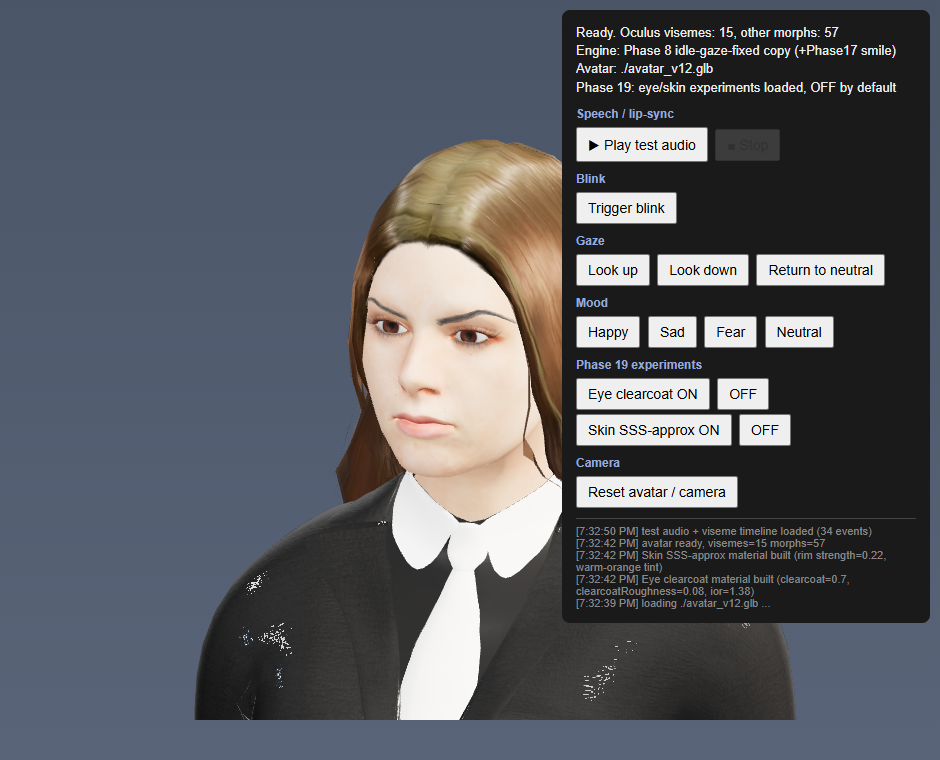 Ready. Oculus visemes: 15, other morphs: 57
Engine: Phase 8 idle-gaze-fixed copy (+Phase17 smile)
Avatar: ./avatar_v12.glb
Phase 19: eye/skin experiments loaded, OFF by default
Speech / lip-sync
▶ Play test audio ■ Stop
Blink
Trigger blink
Gaze
Look up Look down Return to neutral
Mood
Happy Sad Fear Neutral
Phase 19 experiments
Eye clearcoat ON OFF
Skin SSS-approx ON OFF
Camera
Reset avatar / camera
[7:32:50 PM] test audio + viseme timeline loaded (34 events)
[7:32:42 PM] avatar ready, visemes=15 morphs=57
[7:32:42 PM] Skin SSS-approx material built (rim strength=0.22,
warm-orange tint)
[7:32:42 PM] Eye clearcoat material built (clearcoat=0.7,
clearcoatRoughness=0.08, ior=1.38)
[7:32:39 PM] loading ./avatar_v12.glb ...